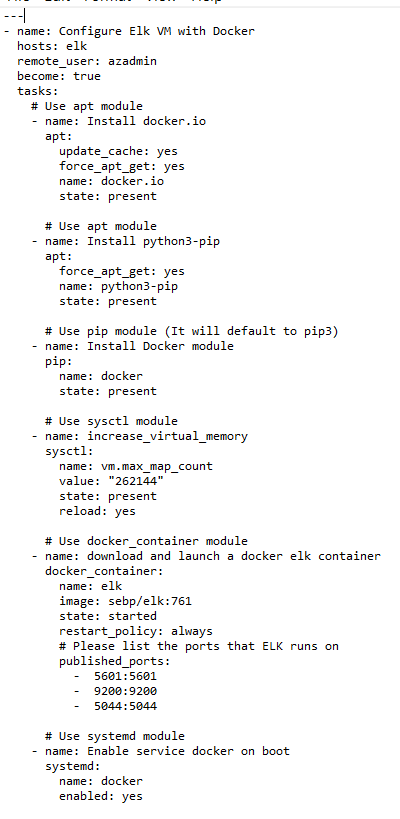 ---
- name: Configure Elk VM with Docker
  hosts: elk
  remote_user: azadmin
  become: true
  tasks:
    # Use apt module
    - name: Install docker.io
      apt:
        update_cache: yes
        force_apt_get: yes
        name: docker.io
        state: present

      # Use apt module
    - name: Install python3-pip
      apt:
        force_apt_get: yes
        name: python3-pip
        state: present

      # Use pip module (It will default to pip3)
    - name: Install Docker module
      pip:
        name: docker
        state: present

      # Use sysctl module
    - name: increase_virtual_memory
      sysctl:
        name: vm.max_map_count
        value: "262144"
        state: present
        reload: yes

      # Use docker_container module
    - name: download and launch a docker elk container
      docker_container:
        name: elk
        image: sebp/elk:761
        state: started
        restart_policy: always
        # Please list the ports that ELK runs on
        published_ports:
          -  5601:5601
          -  9200:9200
          -  5044:5044

      # Use systemd module
    - name: Enable service docker on boot
      systemd:
        name: docker
        enabled: yes